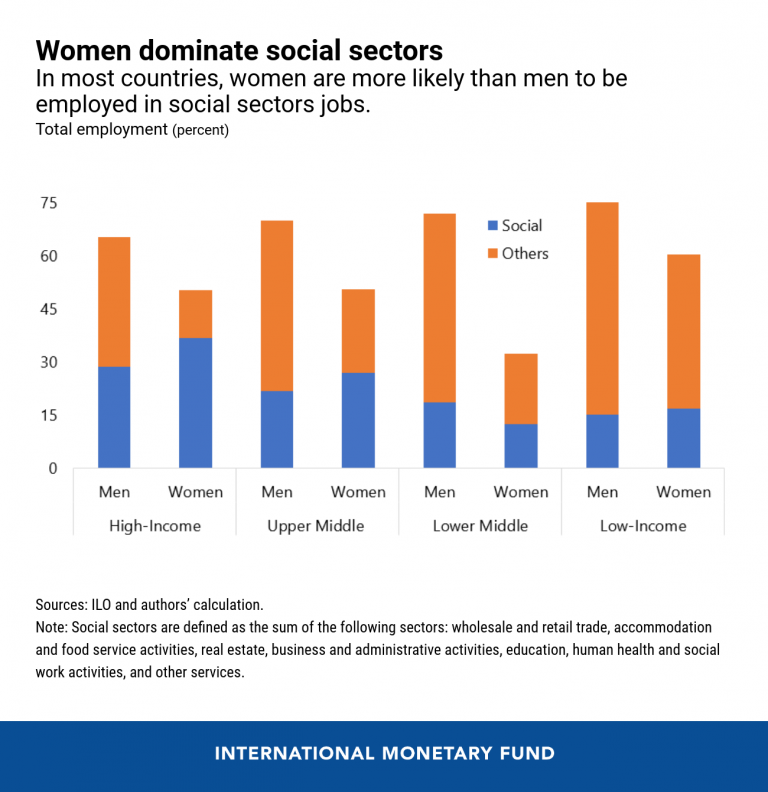 Women dominate social sectors
In most countries, women are more likely than men to be
employed in social sectors jobs.
Total employment (percent)
75
60
45
30
15
0
Social
Others
Men Women Men Women Men Women Men Women
High-Income Upper Middle Lower Middle Low-Income
Sources: ILO and authors’ calculation.
Note: Social sectors are defined as the sum of the following sectors: wholesale and retail trade, accommodation
and food service activities, real estate, business and administrative activities, education, human health and social
work activities, and other services.
INTERNATIONAL MONETARY FUND